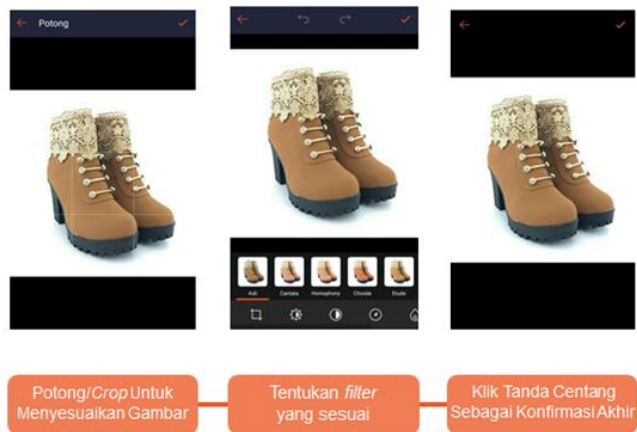 Potong
Asli
Cantata
Homophony
Chorale
Etude
Potong/Crop Untuk
Menyesuaikan Gambar
Tentukan filter
yang sesuai
Klik Tanda Centang
Sebagai Konfirmasi Akhir